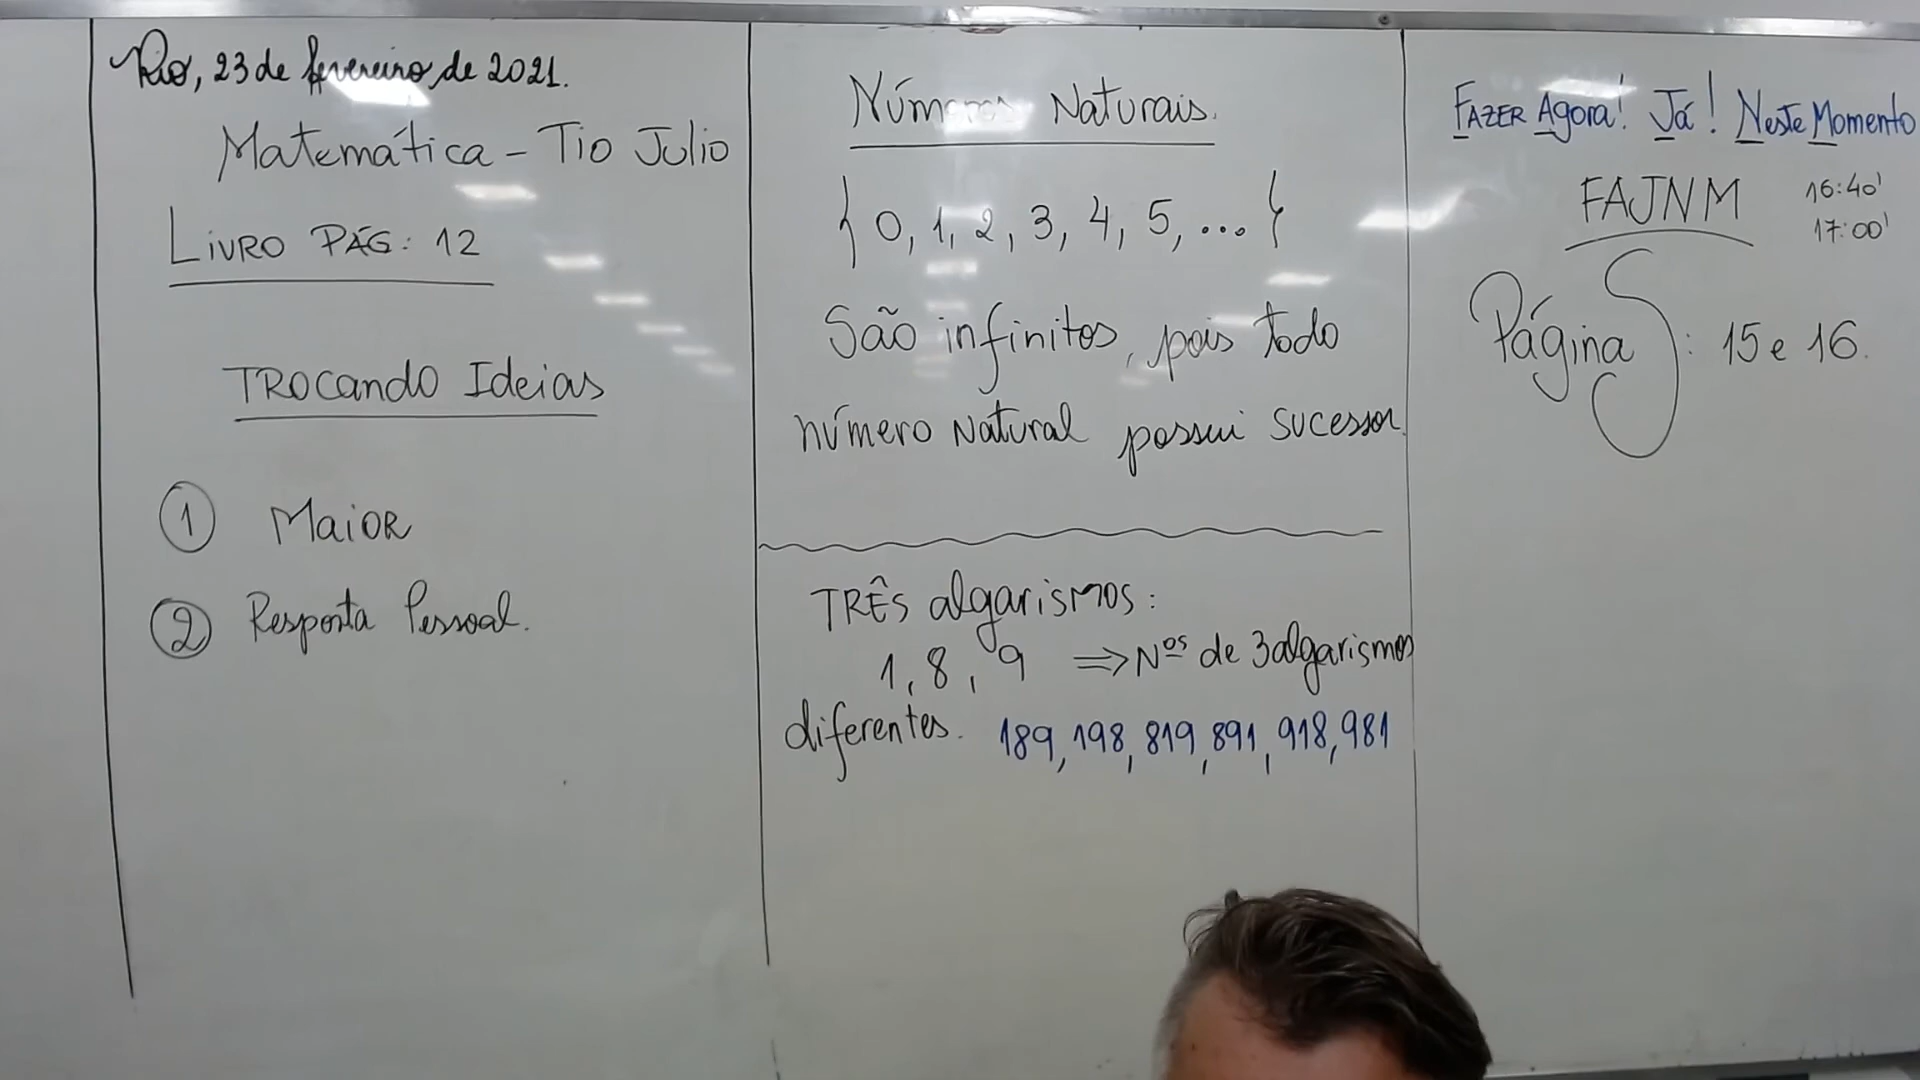 Rio, 23 de fevereiro de 2021.
Matemática - Tio Julio
Livro PÁG: 12
TROCANDO Ideias
1 Maior
2 Resposta Pessoal.
Números Naturais.
{ 0, 1, 2, 3, 4, 5, ... }
São infinitos, pois todo
número natural possui sucessor.
TRÊS algarismos:
1, 8, 9 ⇒ Nos de 3 algarismos
diferentes. 189, 198, 819, 891, 918, 981
FAZER Agora! Já! Neste Momento
FAJNM 16:40'
17:00'
PáginaS: 15 e 16.